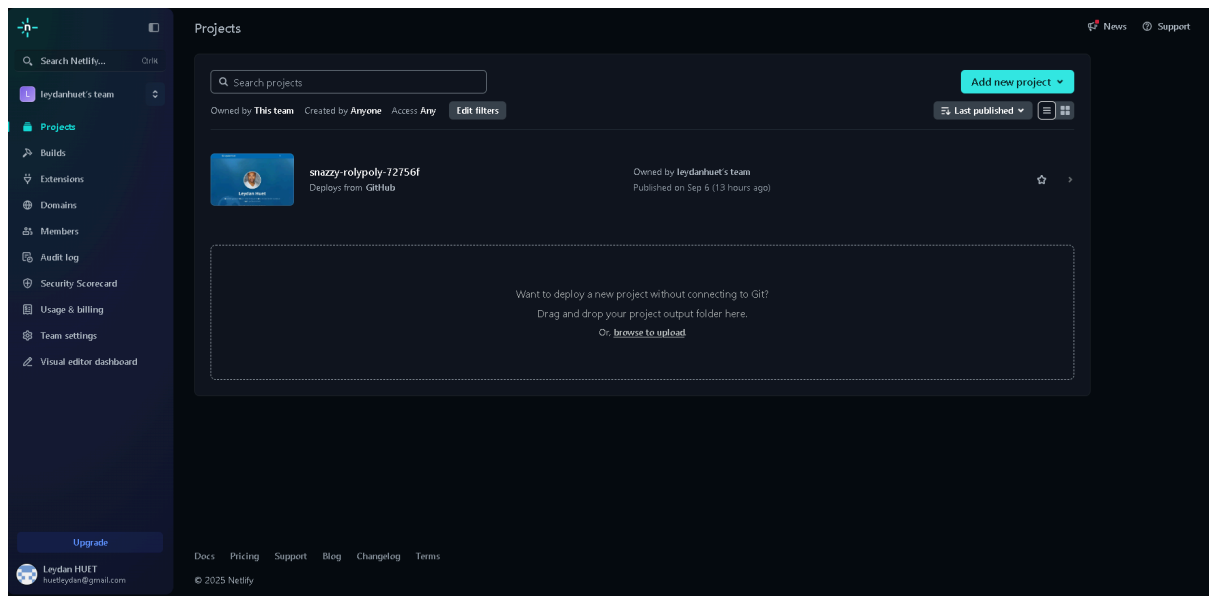 Search Netlify...
Ctrl K
L
leydanhuet's team
Projects
Builds
Extensions
Domains
Members
Audit log
Security Scorecard
Usage & billing
Team settings
Visual editor dashboard
Upgrade
Leydan HUET
huetleydan@gmail.com
Projects
News
Support
Search projects
Add new project
Owned by This team Created by Anyone Access Any Edit filters
Last published
Leydan Huet
snazzy-rolypoly-72756f
Deploys from GitHub
Owned by leydanhuet's team
Published on Sep 6 (13 hours ago)
Want to deploy a new project without connecting to Git?
Drag and drop your project output folder here.
Or, browse to upload.
Docs Pricing Support Blog Changelog Terms
© 2025 Netlify